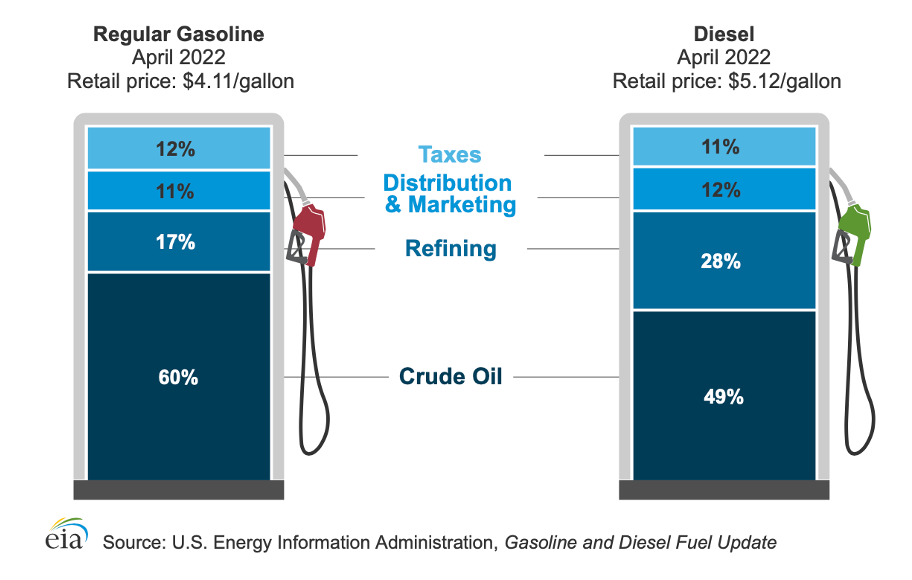 Regular Gasoline
April 2022
Retail price: $4.11/gallon
Diesel
April 2022
Retail price: $5.12/gallon
12%
Taxes
11%
11%
Distribution
& Marketing
12%
17%
Refining
28%
60%
Crude Oil
49%
eia
Source: U.S. Energy Information Administration, Gasoline and Diesel Fuel Update